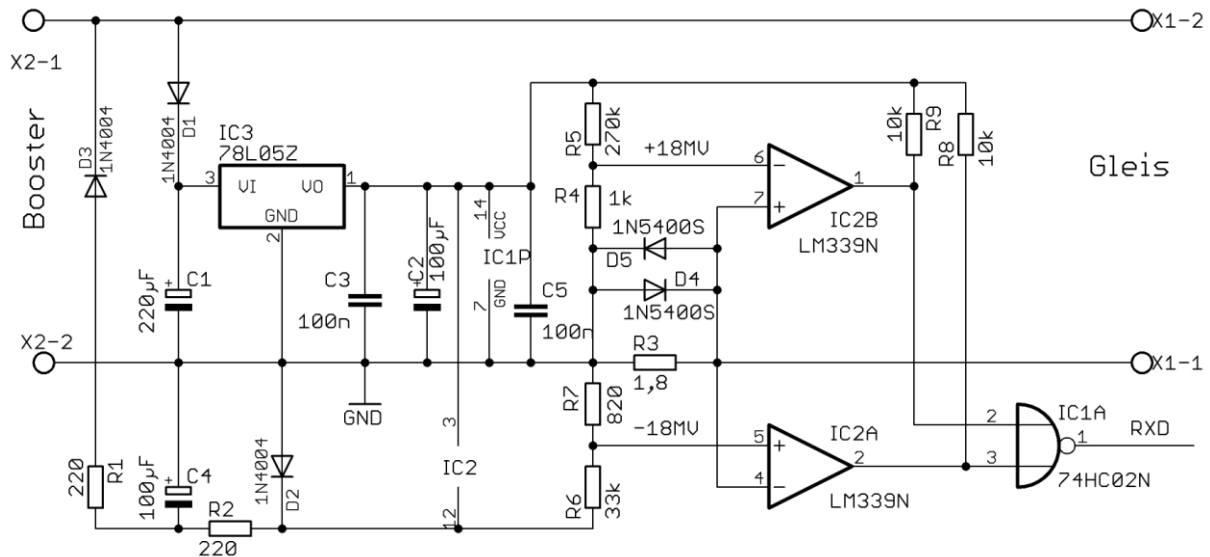 X2-1
X1-2
Booster
D3
1N4004
1N4004
D1
IC3
78L05Z
3
VI
VO
1
GND
2
220µF
+
C1
C3
100n
+
C2
100µF
14
VCC
IC1P
7
GND
C5
100n
R5
270k
+18MV
R4
1k
1N5400S
D5
D4
1N5400S
6
-
7
+
1
IC2B
LM339N
10k
R9
R8
10k
Gleis
X2-2
GND
R3
1,8
X1-1
R7
820
-18MV
R6
33k
5
+
4
-
IC2A
2
LM339N
2
3
IC1A
1
RXD
74HC02N
220
R1
100µF
+
C4
R2
220
1N4004
D2
3
IC2
12